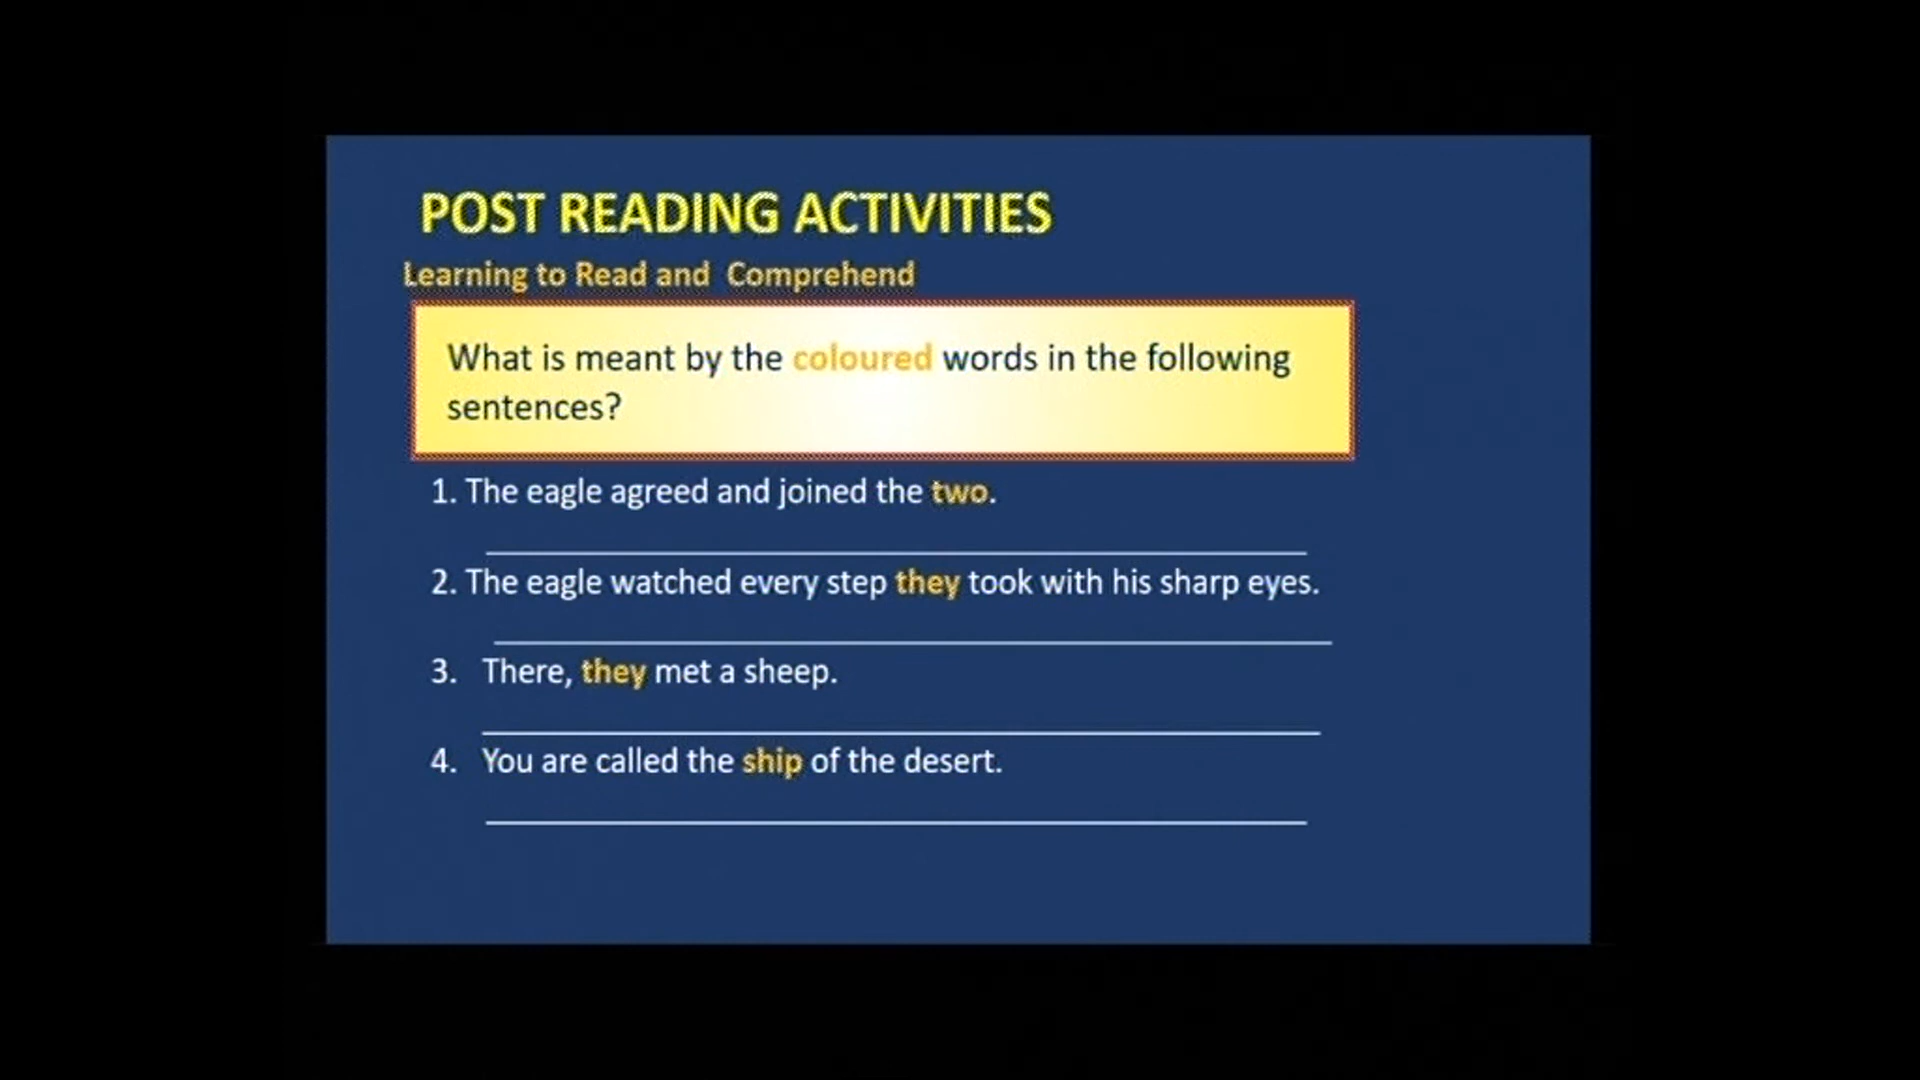 POST READING ACTIVITIES
Learning to Read and Comprehend
What is meant by the coloured words in the following
sentences?
1. The eagle agreed and joined the two.
2. The eagle watched every step they took with his sharp eyes.
3. There, they met a sheep.
4. You are called the ship of the desert.